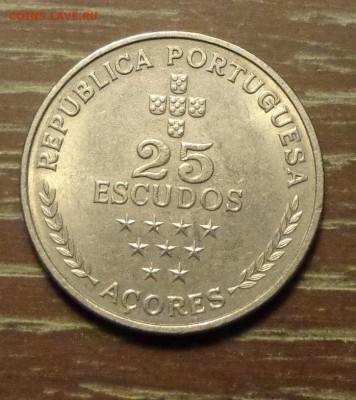 COINS.LAVE.RU
REPUBLICA PORTUGUESA
25
ESCUDOS
AÇORES